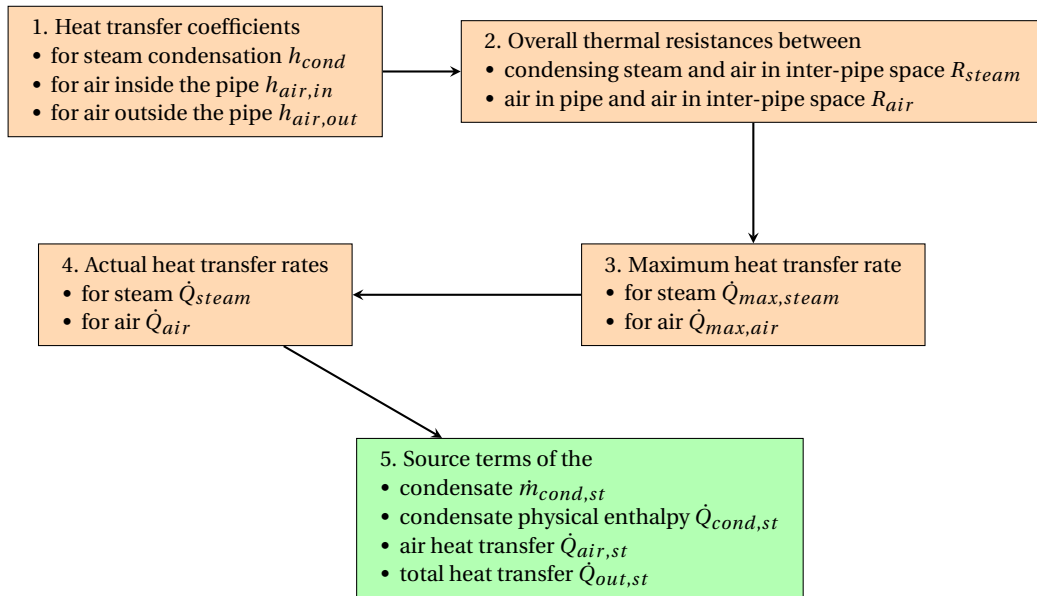 1. Heat transfer coefficients
• for steam condensation h_cond
• for air inside the pipe h_air,in
• for air outside the pipe h_air,out
2. Overall thermal resistances between
• condensing steam and air in inter-pipe space R_steam
• air in pipe and air in inter-pipe space R_air
3. Maximum heat transfer rate
• for steam Q̇_max,steam
• for air Q̇_max,air
4. Actual heat transfer rates
• for steam Q̇_steam
• for air Q̇_air
5. Source terms of the
• condensate ṁ_cond,st
• condensate physical enthalpy Q̇_cond,st
• air heat transfer Q̇_air,st
• total heat transfer Q̇_out,st